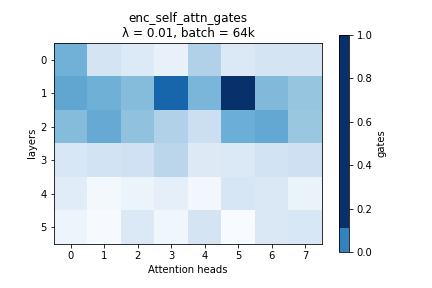 enc_self_attn_gates
λ = 0.01, batch = 64k
0
1
2
3
4
5
layers
0 1 2 3 4 5 6 7
Attention heads
1.0
0.8
0.6
0.4
0.2
0.0
gates